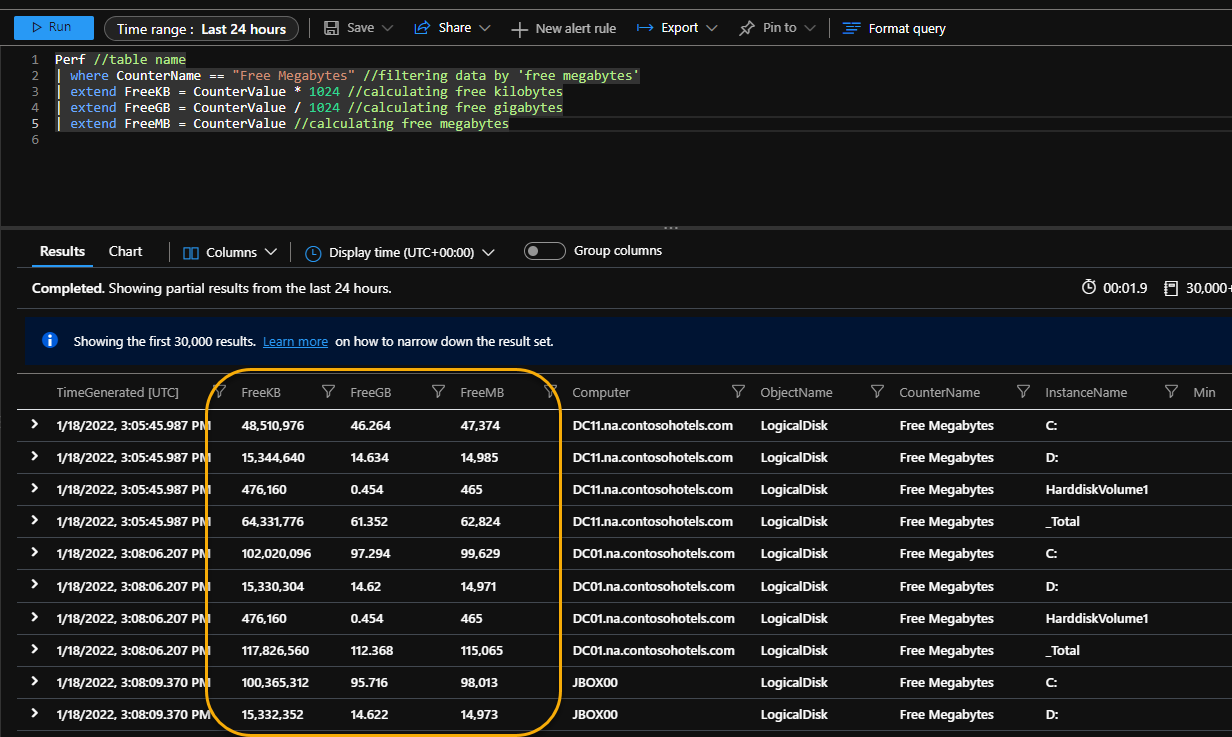 Run Time range : Last 24 hours Save Share New alert rule Export Pin to Format query
1 Perf //table name
2 | where CounterName == "Free Megabytes" //filtering data by 'free megabytes'
3 | extend FreeKB = CounterValue * 1024 //calculating free kilobytes
4 | extend FreeGB = CounterValue / 1024 //calculating free gigabytes
5 | extend FreeMB = CounterValue //calculating free megabytes
6
Results Chart Columns Display time (UTC+00:00) Group columns
Completed. Showing partial results from the last 24 hours. 00:01.9 30,000+
Showing the first 30,000 results. Learn more on how to narrow down the result set.
TimeGenerated [UTC] FreeKB FreeGB FreeMB Computer ObjectName CounterName InstanceName Min
1/18/2022, 3:05:45.987 PM 48,510,976 46.264 47,374 DC11.na.contosohotels.com LogicalDisk Free Megabytes C:
1/18/2022, 3:05:45.987 PM 15,344,640 14.634 14,985 DC11.na.contosohotels.com LogicalDisk Free Megabytes D:
1/18/2022, 3:05:45.987 PM 476,160 0.454 465 DC11.na.contosohotels.com LogicalDisk Free Megabytes HarddiskVolume1
1/18/2022, 3:05:45.987 PM 64,331,776 61.352 62,824 DC11.na.contosohotels.com LogicalDisk Free Megabytes _Total
1/18/2022, 3:08:06.207 PM 102,020,096 97.294 99,629 DC01.na.contosohotels.com LogicalDisk Free Megabytes C:
1/18/2022, 3:08:06.207 PM 15,330,304 14.62 14,971 DC01.na.contosohotels.com LogicalDisk Free Megabytes D:
1/18/2022, 3:08:06.207 PM 476,160 0.454 465 DC01.na.contosohotels.com LogicalDisk Free Megabytes HarddiskVolume1
1/18/2022, 3:08:06.207 PM 117,826,560 112.368 115,065 DC01.na.contosohotels.com LogicalDisk Free Megabytes _Total
1/18/2022, 3:08:09.370 PM 100,365,312 95.716 98,013 JBOX00 LogicalDisk Free Megabytes C:
1/18/2022, 3:08:09.370 PM 15,332,352 14.622 14,973 JBOX00 LogicalDisk Free Megabytes D: